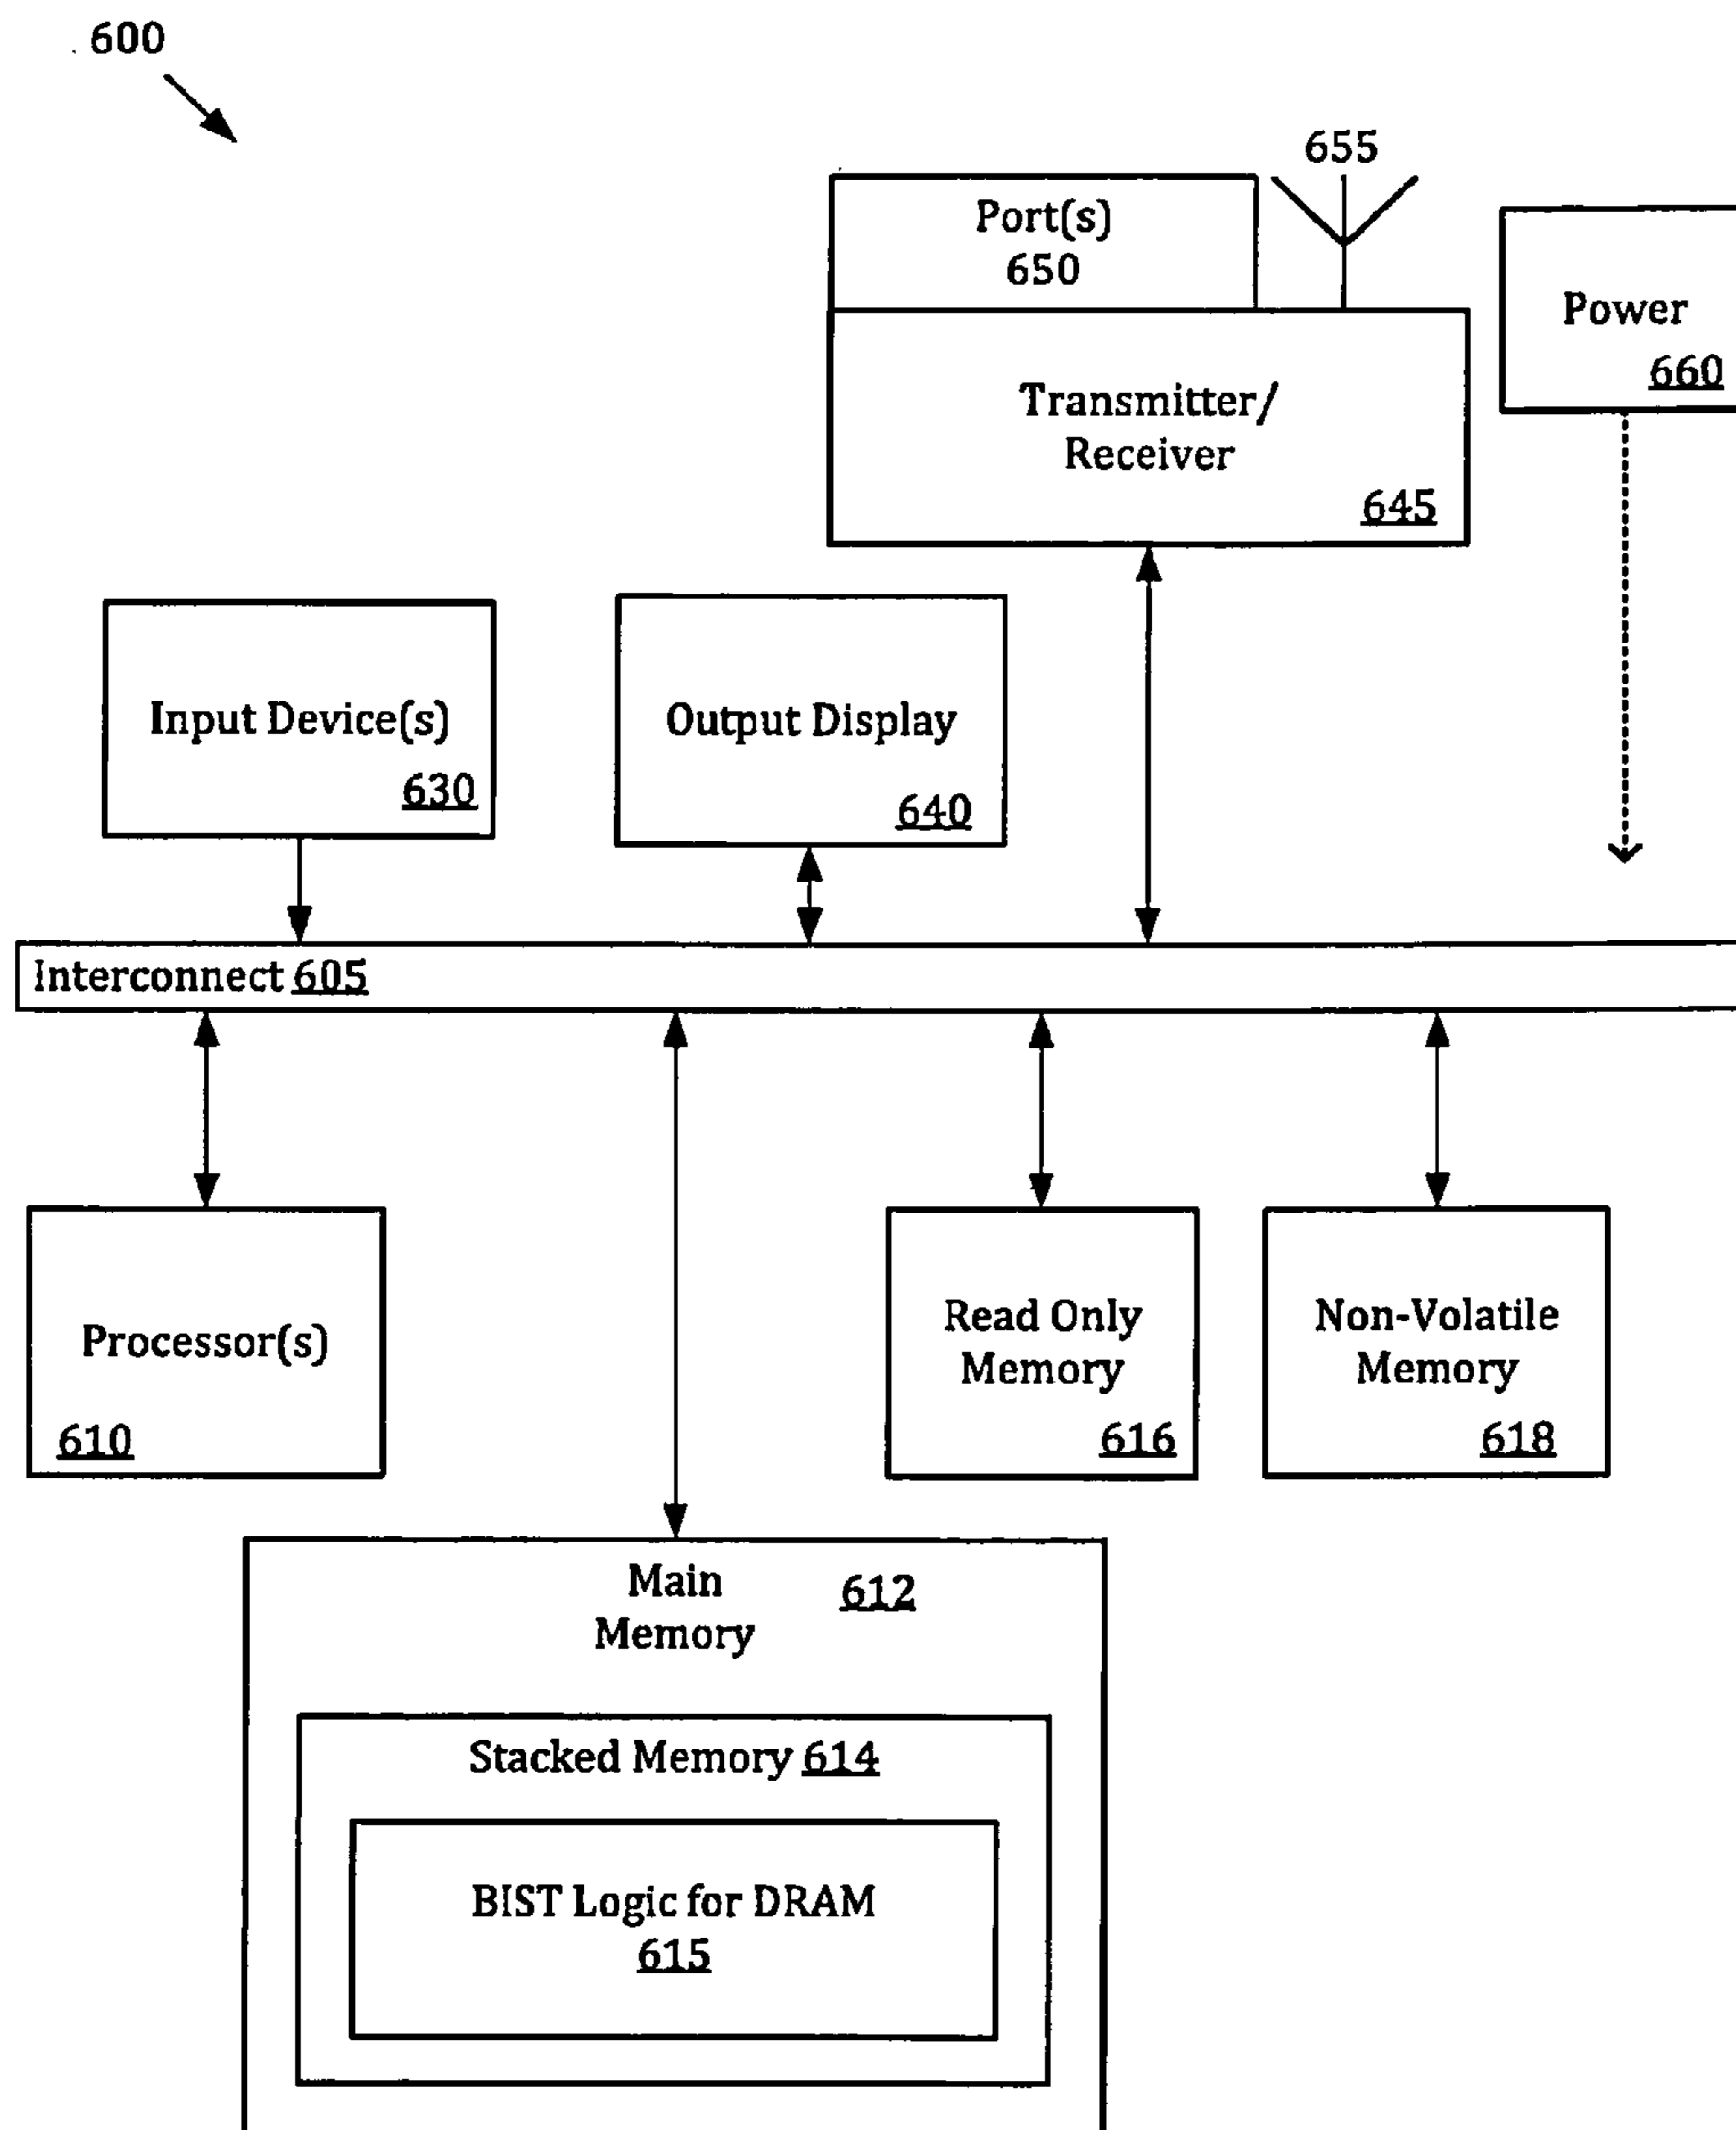 600
655
Port(s)
650
Power
660
Transmitter/
Receiver
645
Input Device(s)
630
Output Display
640
Interconnect 605
Processor(s)
610
Read Only
Memory
616
Non-Volatile
Memory
618
Main
Memory
612
Stacked Memory 614
BIST Logic for DRAM
615